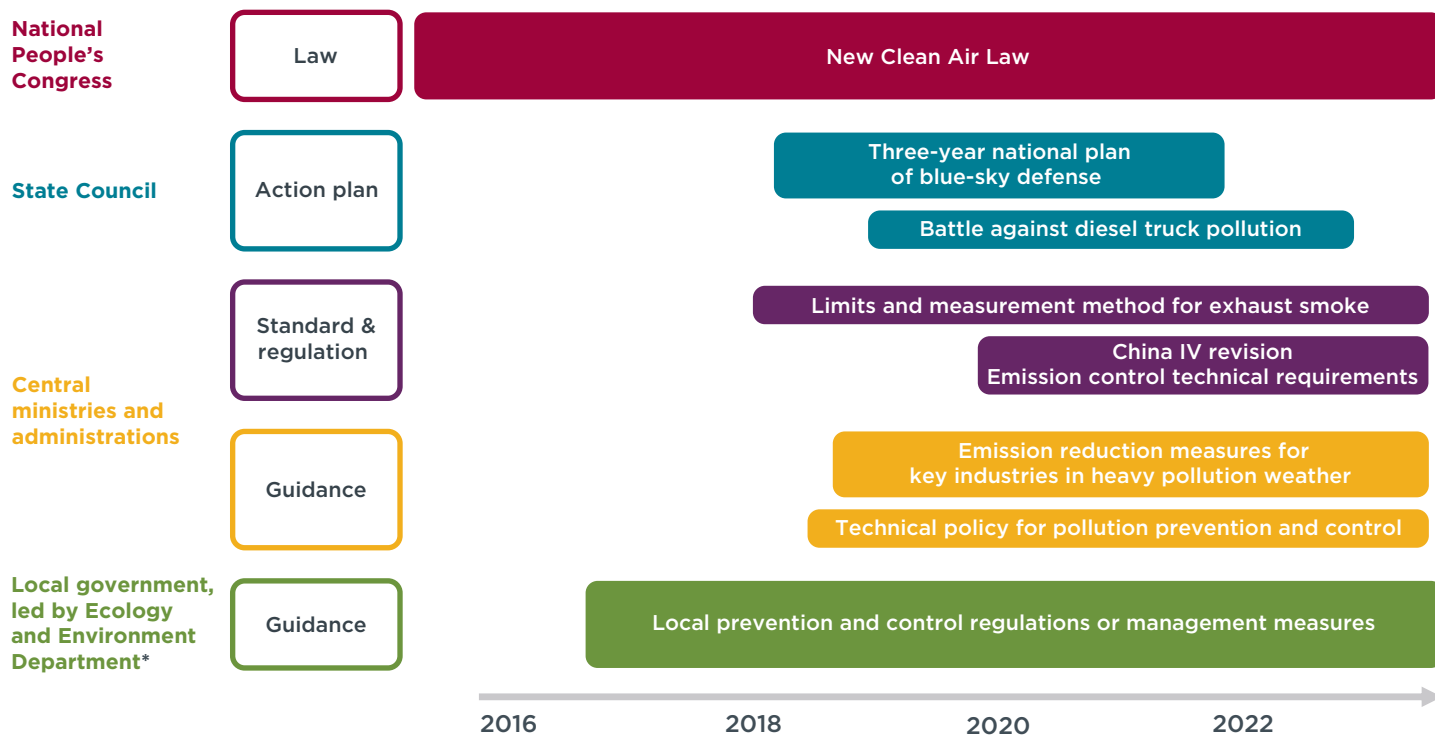 National
People's
Congress
Law
New Clean Air Law
State Council
Action plan
Three-year national plan
of blue-sky defense
Battle against diesel truck pollution
Central
ministries and
administrations
Standard &
regulation
Limits and measurement method for exhaust smoke
China IV revision
Emission control technical requirements
Guidance
Emission reduction measures for
key industries in heavy pollution weather
Technical policy for pollution prevention and control
Local government,
led by Ecology
and Environment
Department*
Guidance
Local prevention and control regulations or management measures
2016
2018
2020
2022